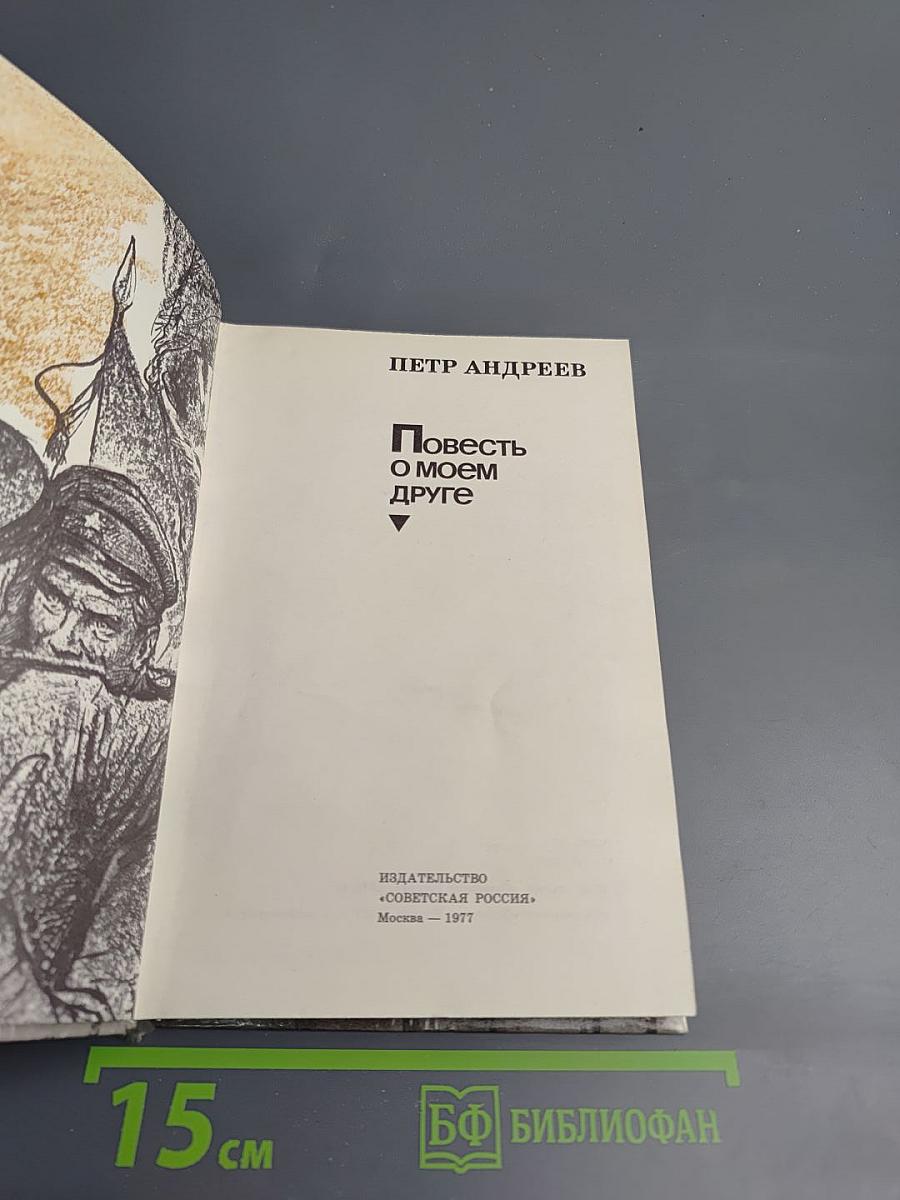 ПЕТР АНДРЕЕВ
Повесть
о моем
друге
ИЗДАТЕЛЬСТВО
«СОВЕТСКАЯ РОССИЯ»
Москва — 1977
15 см
БФ БИБЛИОФАН